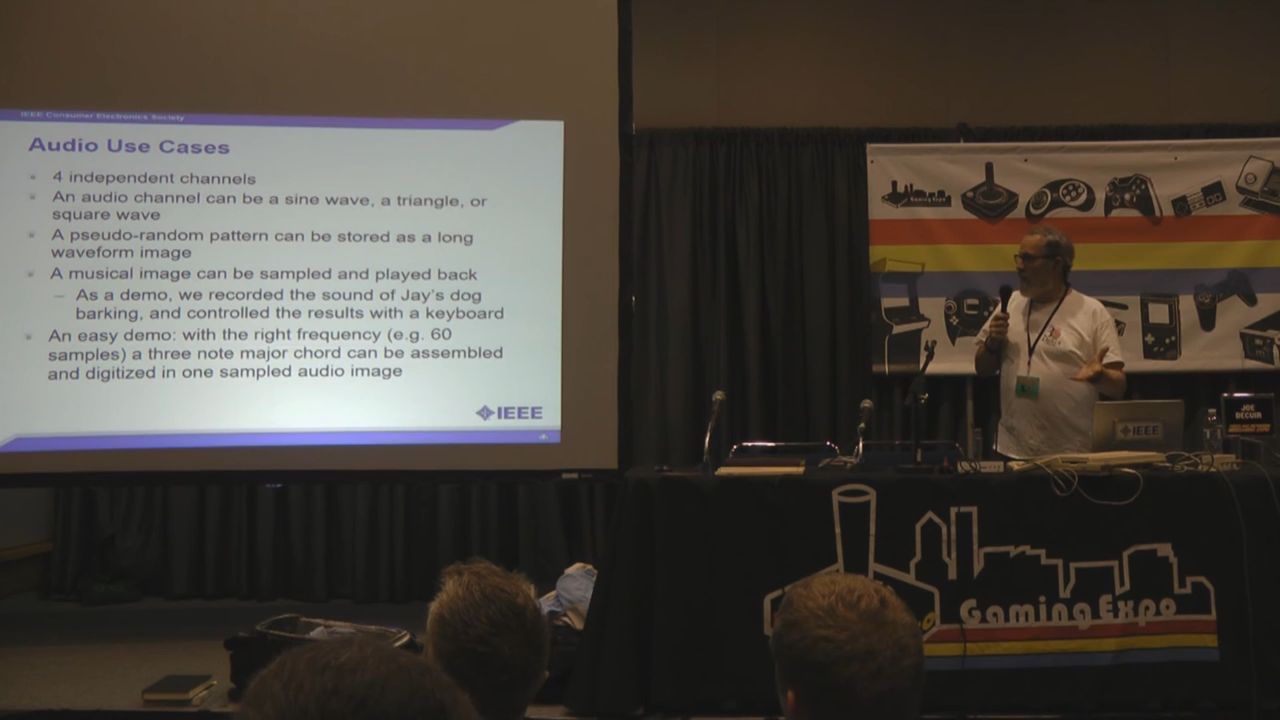 IEEE Consumer Electronics Society
Audio Use Cases
4 independent channels
An audio channel can be a sine wave, a triangle, or
square wave
A pseudo-random pattern can be stored as a long
waveform image
A musical image can be sampled and played back
– As a demo, we recorded the sound of Jay's dog
barking, and controlled the results with a keyboard
An easy demo: with the right frequency (e.g. 60
samples) a three note major chord can be assembled
and digitized in one sampled audio image
IEEE
Gaming Expo
IEEE
JOE
DECUIR
Gaming Expo